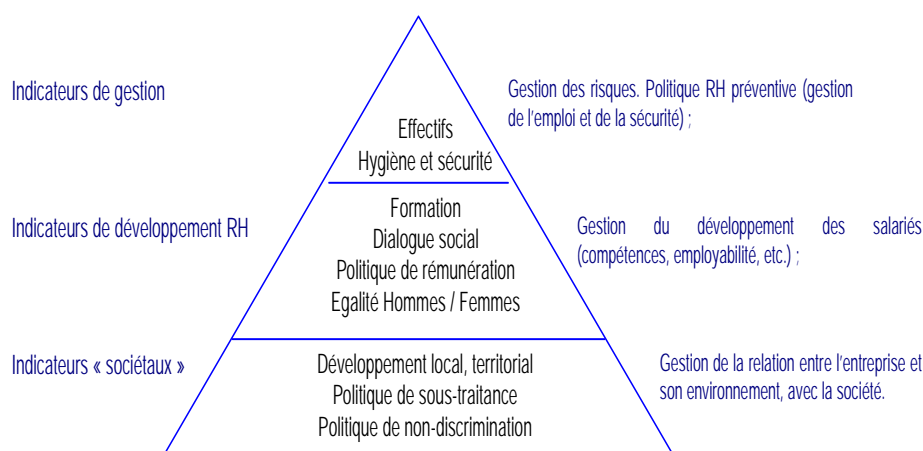 Indicateurs de gestion
Gestion des risques. Politique RH préventive (gestion
de l'emploi et de la sécurité) ;
Effectifs
Hygiène et sécurité
Indicateurs de développement RH
Formation
Dialogue social
Politique de rémunération
Egalité Hommes / Femmes
Gestion du développement des salariés
(compétences, employabilité, etc.) ;
Indicateurs « sociétaux »
Développement local, territorial
Politique de sous-traitance
Politique de non-discrimination
Gestion de la relation entre l'entreprise et
son environnement, avec la société.